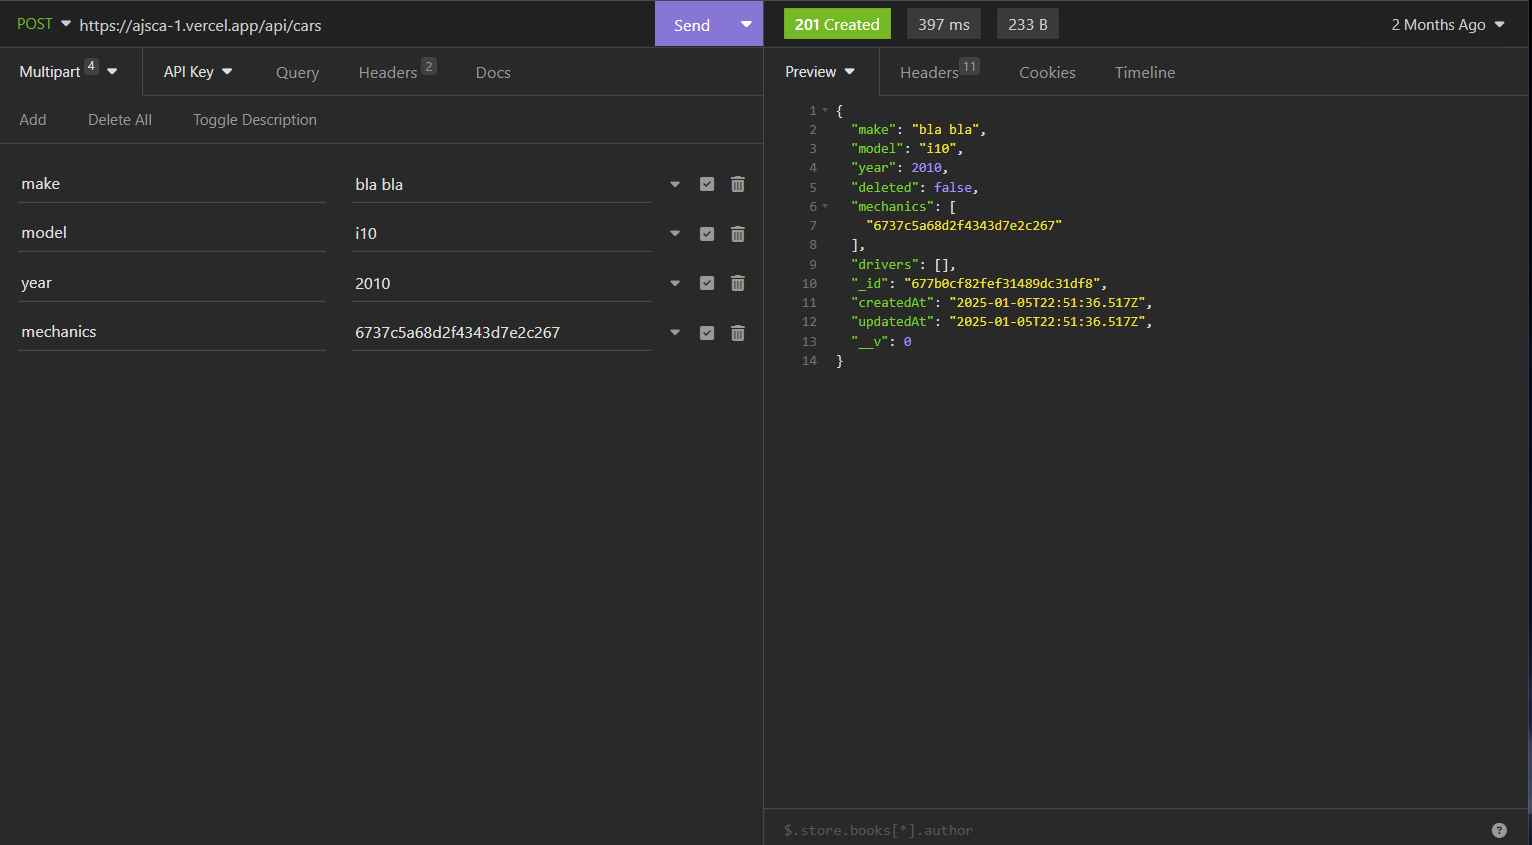 POST https://ajsca-1.vercel.app/api/cars Send
201 Created 397 ms 233 B 2 Months Ago
Multipart 4 API Key Query Headers 2 Docs
Preview Headers 11 Cookies Timeline
Add Delete All Toggle Description
make bla bla
model i10
year 2010
mechanics 6737c5a68d2f4343d7e2c267
1 {
2 "make": "bla bla",
3 "model": "i10",
4 "year": 2010,
5 "deleted": false,
6 "mechanics": [
7 "6737c5a68d2f4343d7e2c267"
8 ],
9 "drivers": [],
10 "_id": "677b0cf82fef31489dc31df8",
11 "createdAt": "2025-01-05T22:51:36.517Z",
12 "updatedAt": "2025-01-05T22:51:36.517Z",
13 "__v": 0
14 }
$.store.books[*].author ?